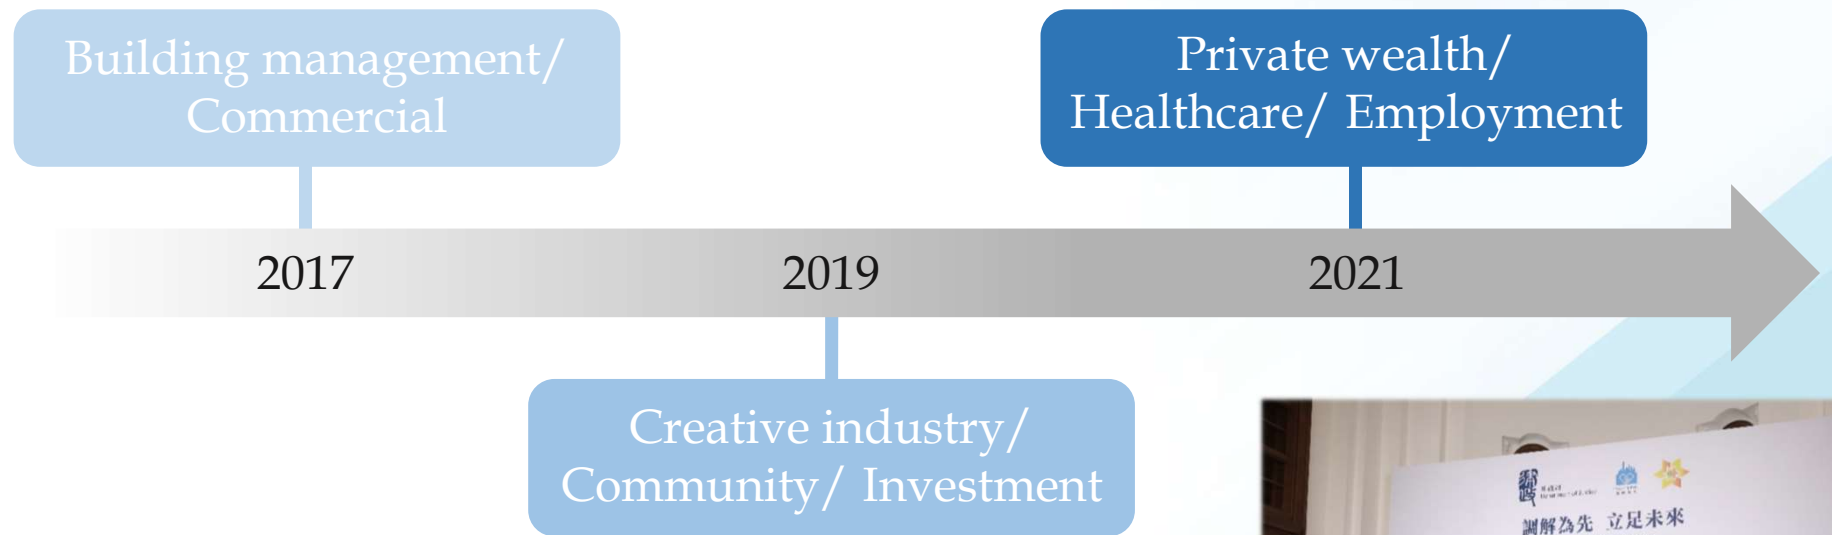 Building management/
Commercial
Private wealth/
Healthcare/ Employment
2017
2019
2021
Creative industry/
Community/ Investment
調解為先 立足未來